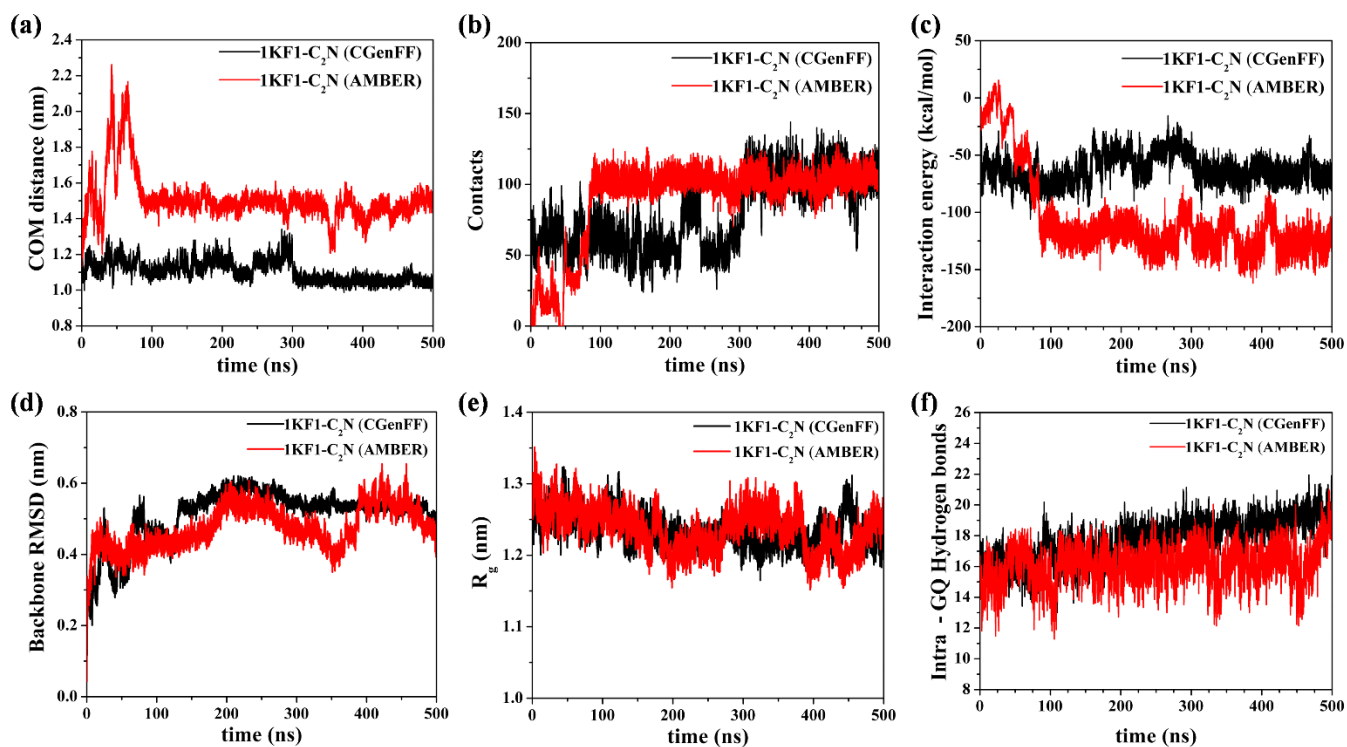 (a)
1KF1-C₂N (CGenFF)
1KF1-C₂N (AMBER)
COM distance (nm)
2.4
2.2
2.0
1.8
1.6
1.4
1.2
1.0
0.8
0 100 200 300 400 500
time (ns)
(b)
1KF1-C₂N (CGenFF)
1KF1-C₂N (AMBER)
Contacts
200
150
100
50
0
0 100 200 300 400 500
time (ns)
(c)
1KF1-C₂N (CGenFF)
1KF1-C₂N (AMBER)
Interaction energy (kcal/mol)
50
0
-50
-100
-150
-200
0 100 200 300 400 500
time (ns)
(d)
1KF1-C₂N (CGenFF)
1KF1-C₂N (AMBER)
Backbone RMSD (nm)
0.8
0.6
0.4
0.2
0.0
0 100 200 300 400 500
time (ns)
(e)
1KF1-C₂N (CGenFF)
1KF1-C₂N (AMBER)
R_g (nm)
1.4
1.3
1.2
1.1
1.0
0 100 200 300 400 500
time (ns)
(f)
1KF1-C₂N (CGenFF)
1KF1-C₂N (AMBER)
Intra - GQ Hydrogen bonds
26
24
22
20
18
16
14
12
10
8
0 100 200 300 400 500
time (ns)